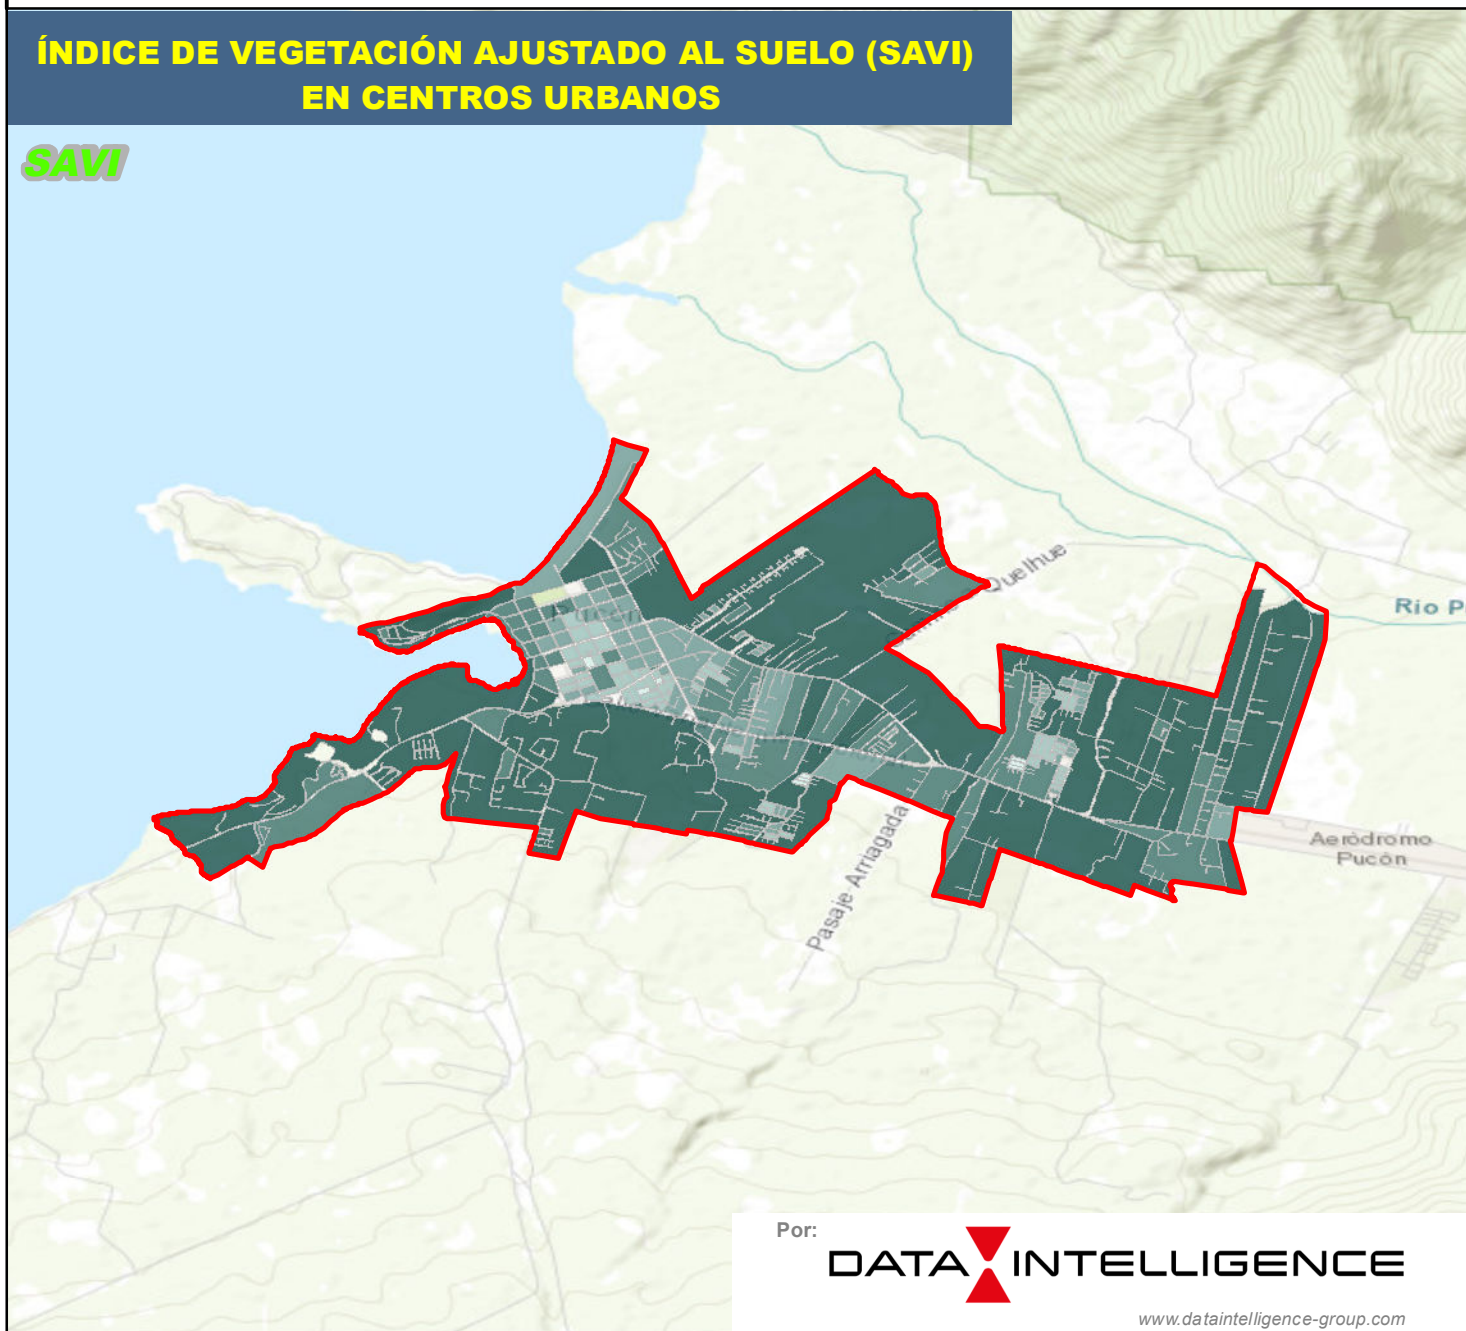 ÍNDICE DE VEGETACIÓN AJUSTADO AL SUELO (SAVI)
EN CENTROS URBANOS
SAVI
Quelhue
Pucón
Río P
Aeródromo
Pucón
Pasaje Arriagada
Por:
DATA INTELLIGENCE
www.dataintelligence-group.com